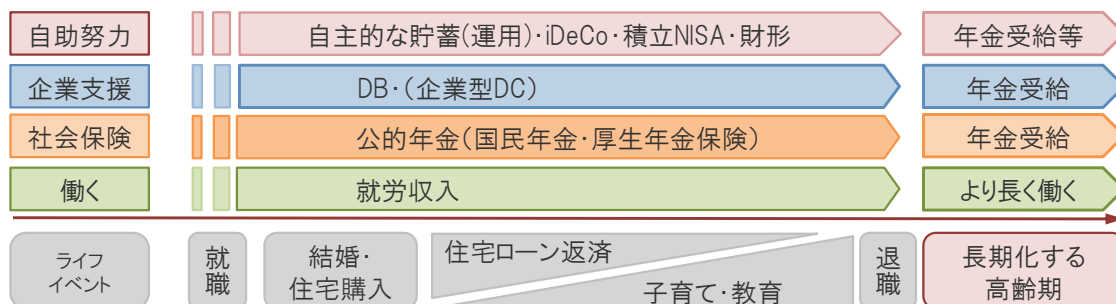 自助努力 自主的な貯蓄(運用)・iDeCo・積立NISA・財形 年金受給等
企業支援 DB・(企業型DC) 年金受給
社会保険 公的年金(国民年金・厚生年金保険) 年金受給
働く 就労収入 より長く働く
ライフ
イベント
就職
結婚・
住宅購入
住宅ローン返済
子育て・教育
退職
長期化する
高齢期